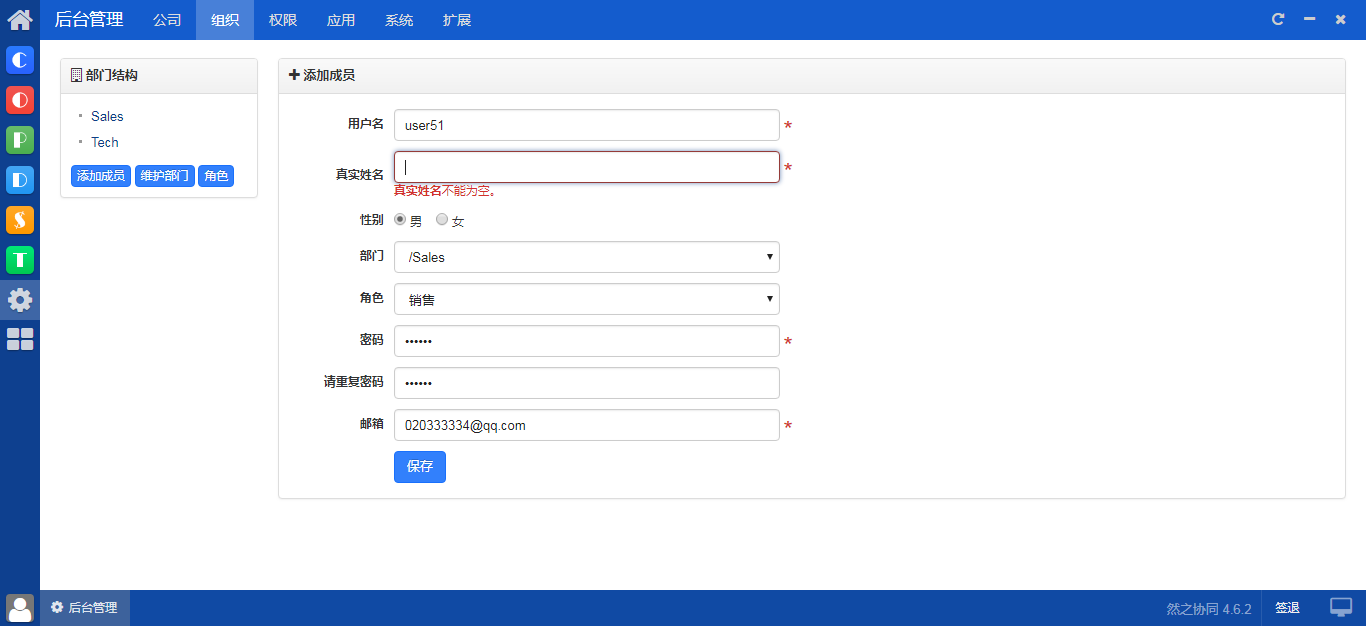 后台管理 公司 组织 权限 应用 系统 扩展
部门结构
Sales
Tech
添加成员 维护部门 角色
添加成员
用户名 user51 *
真实姓名 *
真实姓名不能为空。
性别 男 女
部门 /Sales
角色 销售
密码 •••••• *
请重复密码 ••••••
邮箱 020333334@qq.com *
保存
后台管理 然之协同 4.6.2 签退